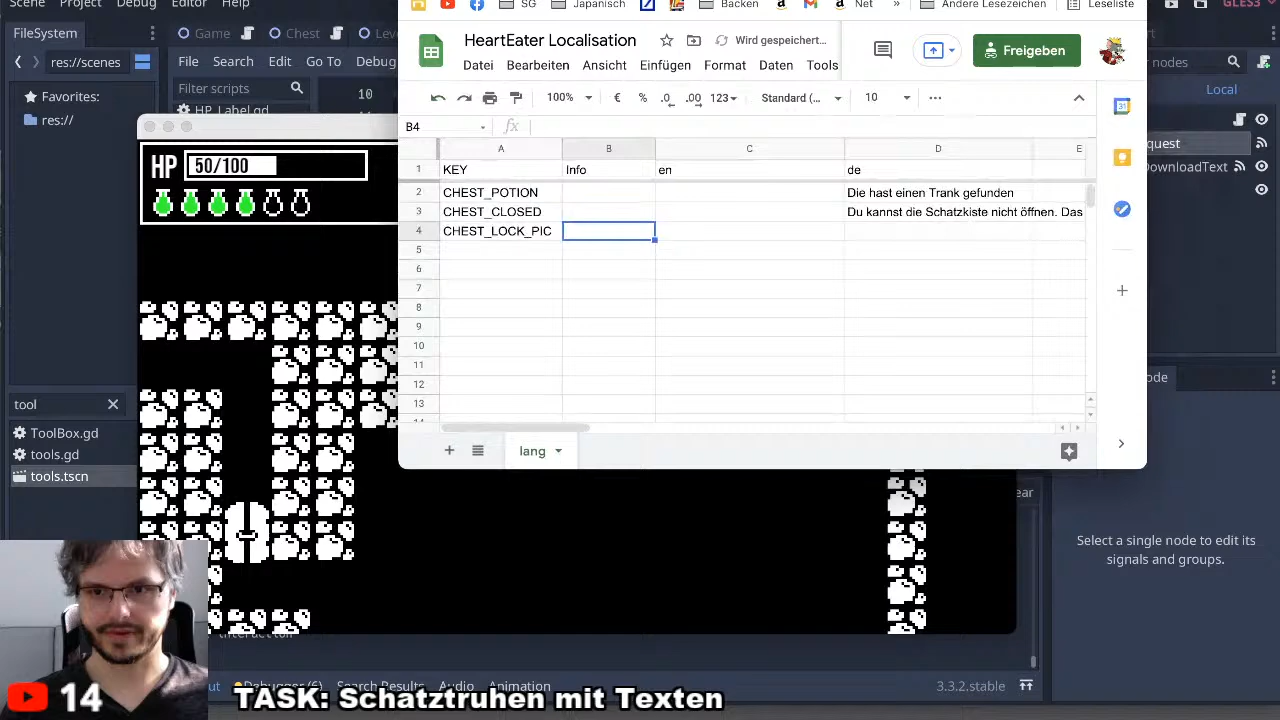 Scene Project Debug Editor Help
SG Japanisch Backen Net » Andere Lesezeichen Leseliste
GLES3
FileSystem
Game Chest
HeartEater Localisation
Wird gespeichert…
Freigeben
res://scenes
File Search Edit Go To Debug
Datei Bearbeiten Ansicht Einfügen Format Daten Tools
nodes
Filter scripts
10
Local
Favorites:
res://
HP_Label.gd
100% € % .0 .00 123 Standard (… 10
B4
fx
A B C D E
HP 50/100
1 KEY Info en de
2 CHEST_POTION Die hast einen Trank gefunden
3 CHEST_CLOSED Du kannst die Schatzkiste nicht öffnen. Das
4 CHEST_LOCK_PIC
5
6
7
8
9
10
11
12
13
14
quest
ownloadText
tool
ToolBox.gd
tools.gd
tools.tscn
lang
ear
Select a single node to edit its
signals and groups.
Debugger (6) Search Results Audio Animation
3.3.2.stable
14
TASK: Schatztruhen mit Texten